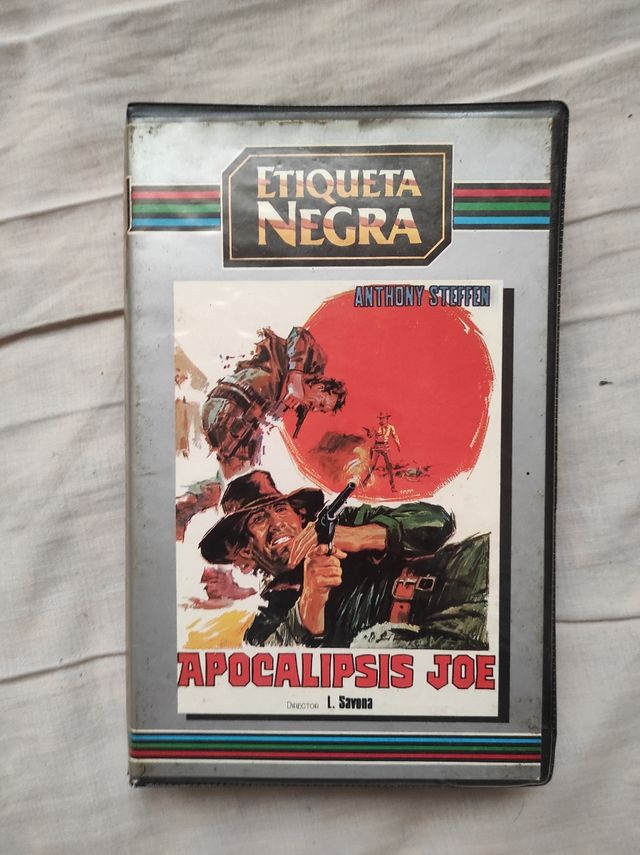 ETIQUETA
NEGRA
ANTHONY STEFFEN
APOCALIPSIS JOE
DIRECTOR L. Savona